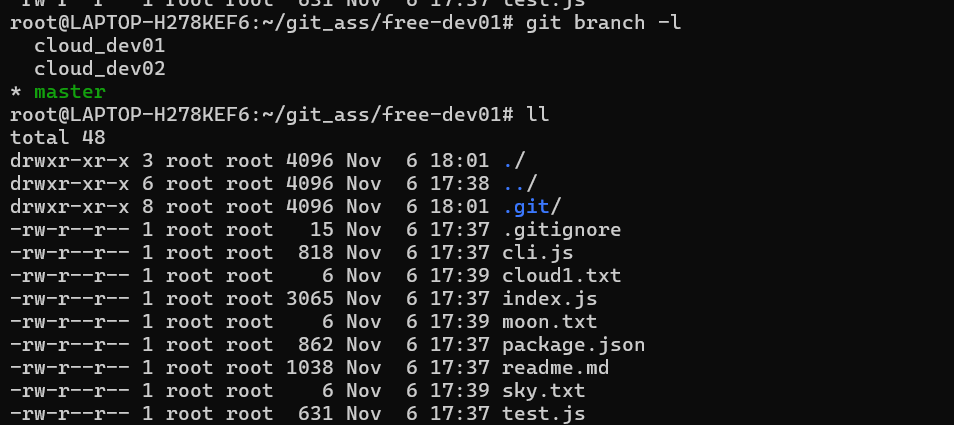 -rw-r--r-- 1 root root  631 Nov  6 17:37 test.js
root@LAPTOP-H278KEF6:~/git_ass/free-dev01# git branch -l
  cloud_dev01
  cloud_dev02
* master
root@LAPTOP-H278KEF6:~/git_ass/free-dev01# ll
total 48
drwxr-xr-x 3 root root 4096 Nov  6 18:01 ./
drwxr-xr-x 6 root root 4096 Nov  6 17:38 ../
drwxr-xr-x 8 root root 4096 Nov  6 18:01 .git/
-rw-r--r-- 1 root root   15 Nov  6 17:37 .gitignore
-rw-r--r-- 1 root root  818 Nov  6 17:37 cli.js
-rw-r--r-- 1 root root    6 Nov  6 17:39 cloud1.txt
-rw-r--r-- 1 root root 3065 Nov  6 17:37 index.js
-rw-r--r-- 1 root root    6 Nov  6 17:39 moon.txt
-rw-r--r-- 1 root root  862 Nov  6 17:37 package.json
-rw-r--r-- 1 root root 1038 Nov  6 17:37 readme.md
-rw-r--r-- 1 root root    6 Nov  6 17:39 sky.txt
-rw-r--r-- 1 root root  631 Nov  6 17:37 test.js